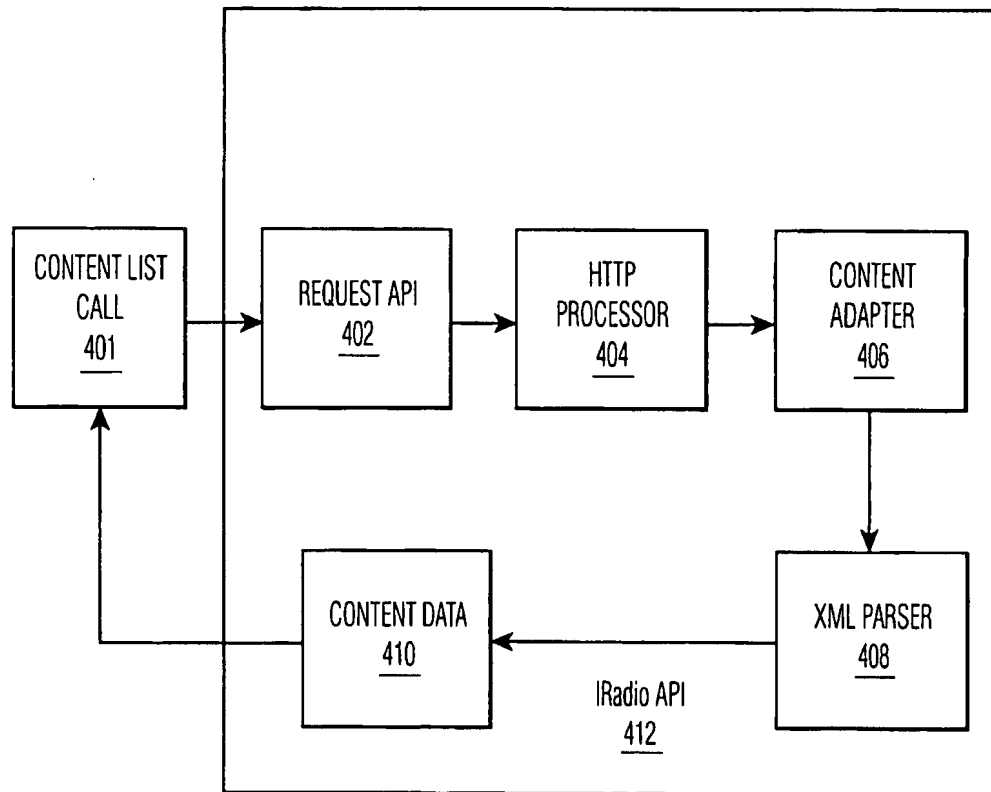 CONTENT LIST
CALL
401
REQUEST API
402
HTTP
PROCESSOR
404
CONTENT
ADAPTER
406
CONTENT DATA
410
XML PARSER
408
IRadio API
412